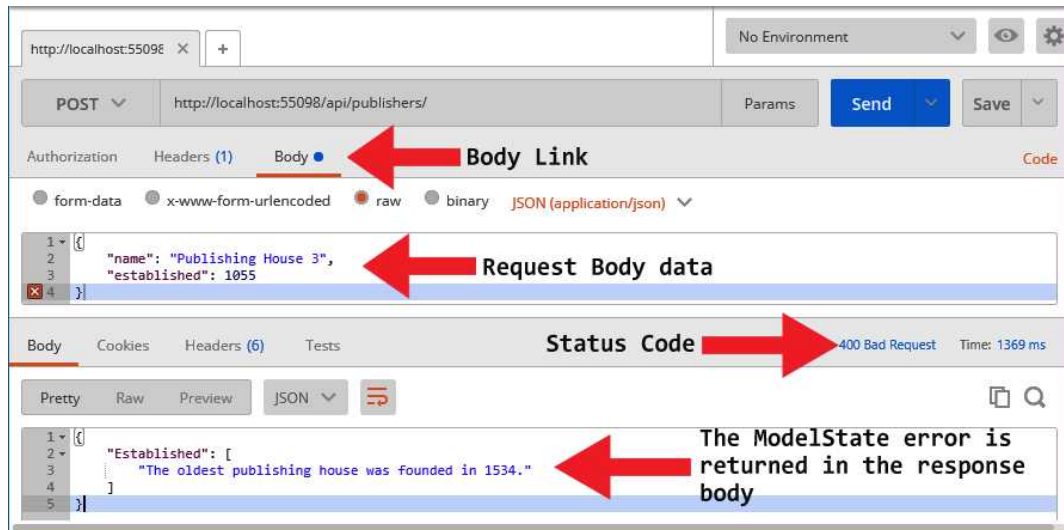 No Environment
http://localhost:5509 × +
POST http://localhost:55098/api/publishers/ Params Send Save
Authorization Headers (1) Body Body Link Code
form-data x-www-form-urlencoded raw binary JSON (application/json)
1 {
2 "name": "Publishing House 3",
3 "established": 1055
4 }
Request Body data
Body Cookies Headers (6) Tests Status Code 400 Bad Request Time: 1369 ms
Pretty Raw Preview JSON
1 {
2 "Established": [
3 "The oldest publishing house was founded in 1534."
4 ]
5 }
The ModelState error is
returned in the response
body